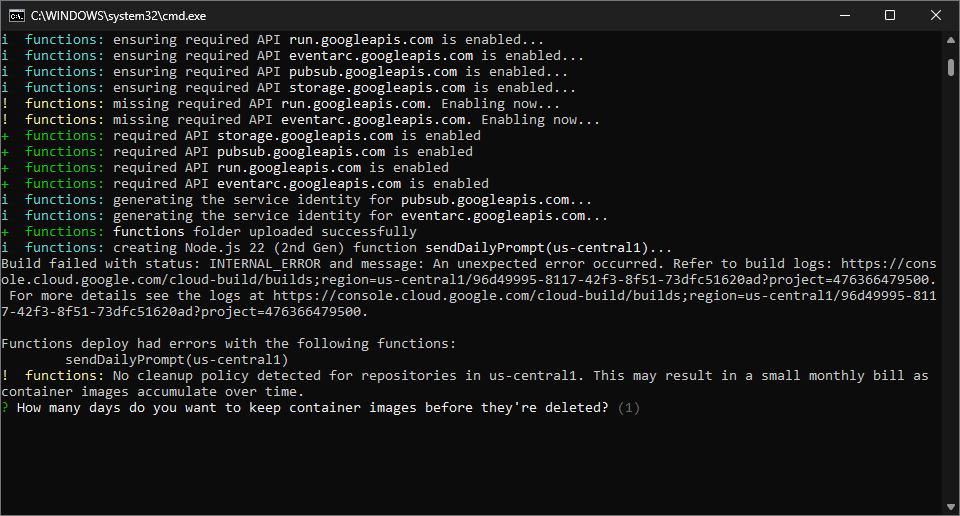 C:\WINDOWS\system32\cmd.exe
i  functions: ensuring required API run.googleapis.com is enabled...
i  functions: ensuring required API eventarc.googleapis.com is enabled...
i  functions: ensuring required API pubsub.googleapis.com is enabled...
i  functions: ensuring required API storage.googleapis.com is enabled...
!  functions: missing required API run.googleapis.com. Enabling now...
!  functions: missing required API eventarc.googleapis.com. Enabling now...
+  functions: required API storage.googleapis.com is enabled
+  functions: required API pubsub.googleapis.com is enabled
+  functions: required API run.googleapis.com is enabled
+  functions: required API eventarc.googleapis.com is enabled
i  functions: generating the service identity for pubsub.googleapis.com...
i  functions: generating the service identity for eventarc.googleapis.com...
+  functions: functions folder uploaded successfully
i  functions: creating Node.js 22 (2nd Gen) function sendDailyPrompt(us-central1)...
Build failed with status: INTERNAL_ERROR and message: An unexpected error occurred. Refer to build logs: https://cons
ole.cloud.google.com/cloud-build/builds;region=us-central1/96d49995-8117-42f3-8f51-73dfc51620ad?project=476366479500.
 For more details see the logs at https://console.cloud.google.com/cloud-build/builds;region=us-central1/96d49995-811
7-42f3-8f51-73dfc51620ad?project=476366479500.

Functions deploy had errors with the following functions:
        sendDailyPrompt(us-central1)
!  functions: No cleanup policy detected for repositories in us-central1. This may result in a small monthly bill as
container images accumulate over time.
? How many days do you want to keep container images before they're deleted? (1)